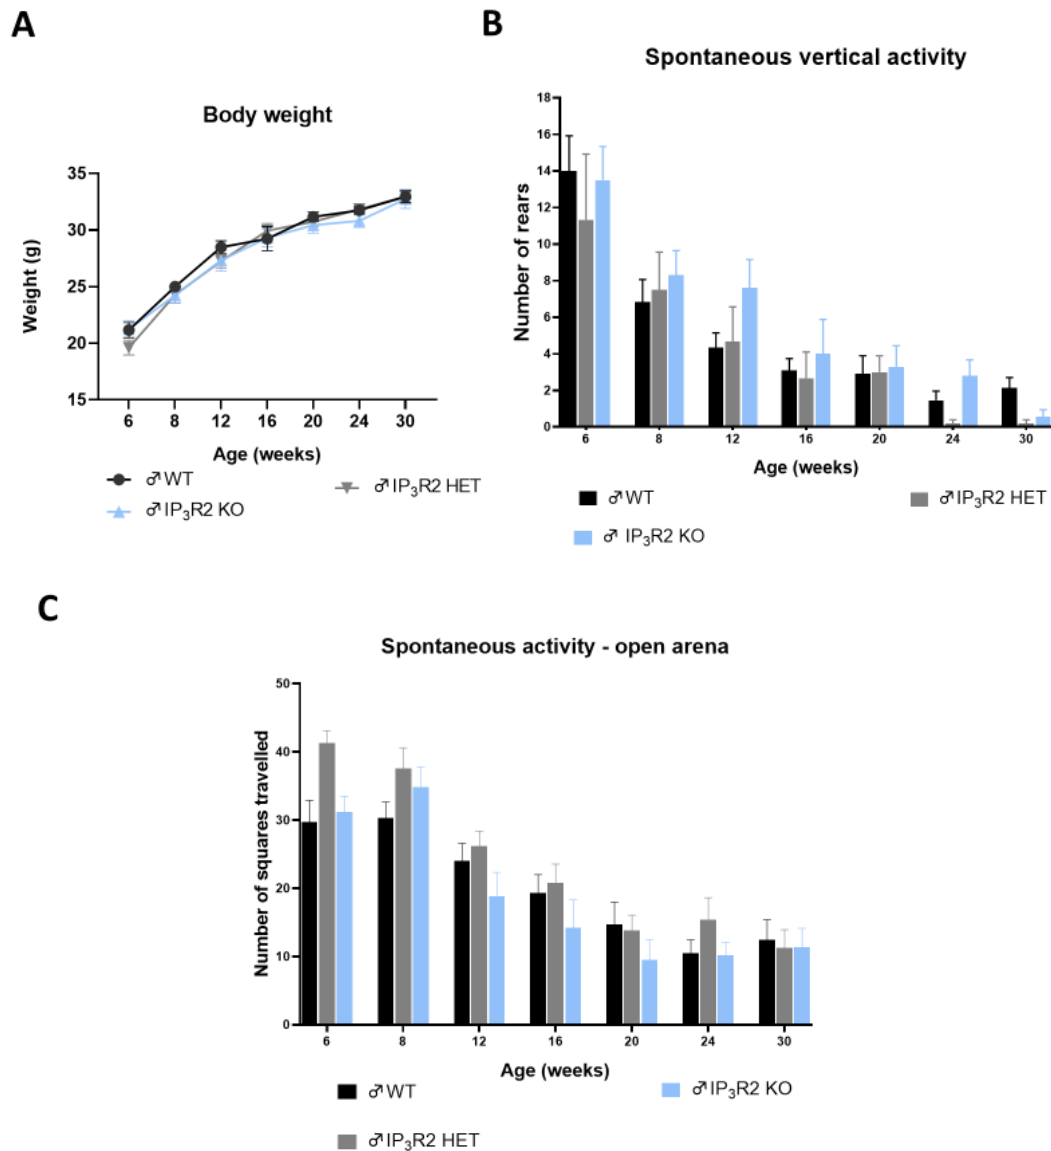 A
Body weight
35
30
25
20
15
Weight (g)
6 8 12 16 20 24 30
Age (weeks)
♂ WT
♂ IP₃R2 HET
♂ IP₃R2 KO
B
Spontaneous vertical activity
18
16
14
12
10
8
6
4
2
0
Number of rears
6 8 12 16 20 24 30
Age (weeks)
♂ WT
♂ IP₃R2 HET
♂ IP₃R2 KO
C
Spontaneous activity - open arena
50
40
30
20
10
0
Number of squares travelled
6 8 12 16 20 24 30
Age (weeks)
♂ WT
♂ IP₃R2 KO
♂ IP₃R2 HET